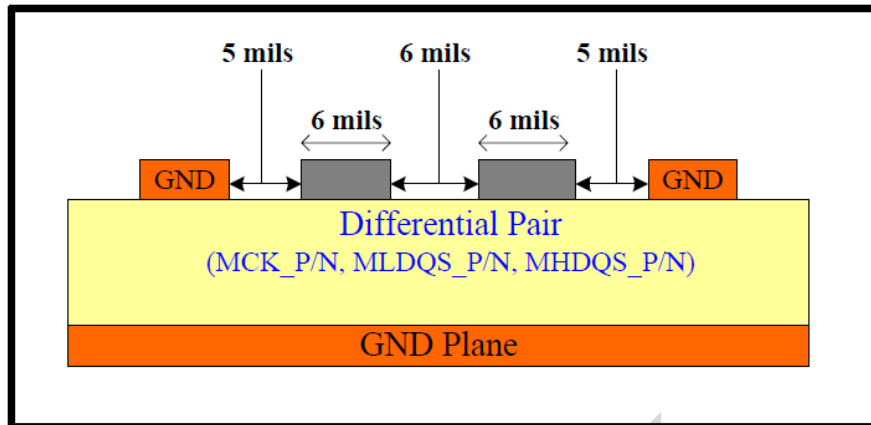 5 mils 6 mils 5 mils
6 mils 6 mils
GND GND
Differential Pair
(MCK_P/N, MLDQS_P/N, MHDQS_P/N)
GND Plane